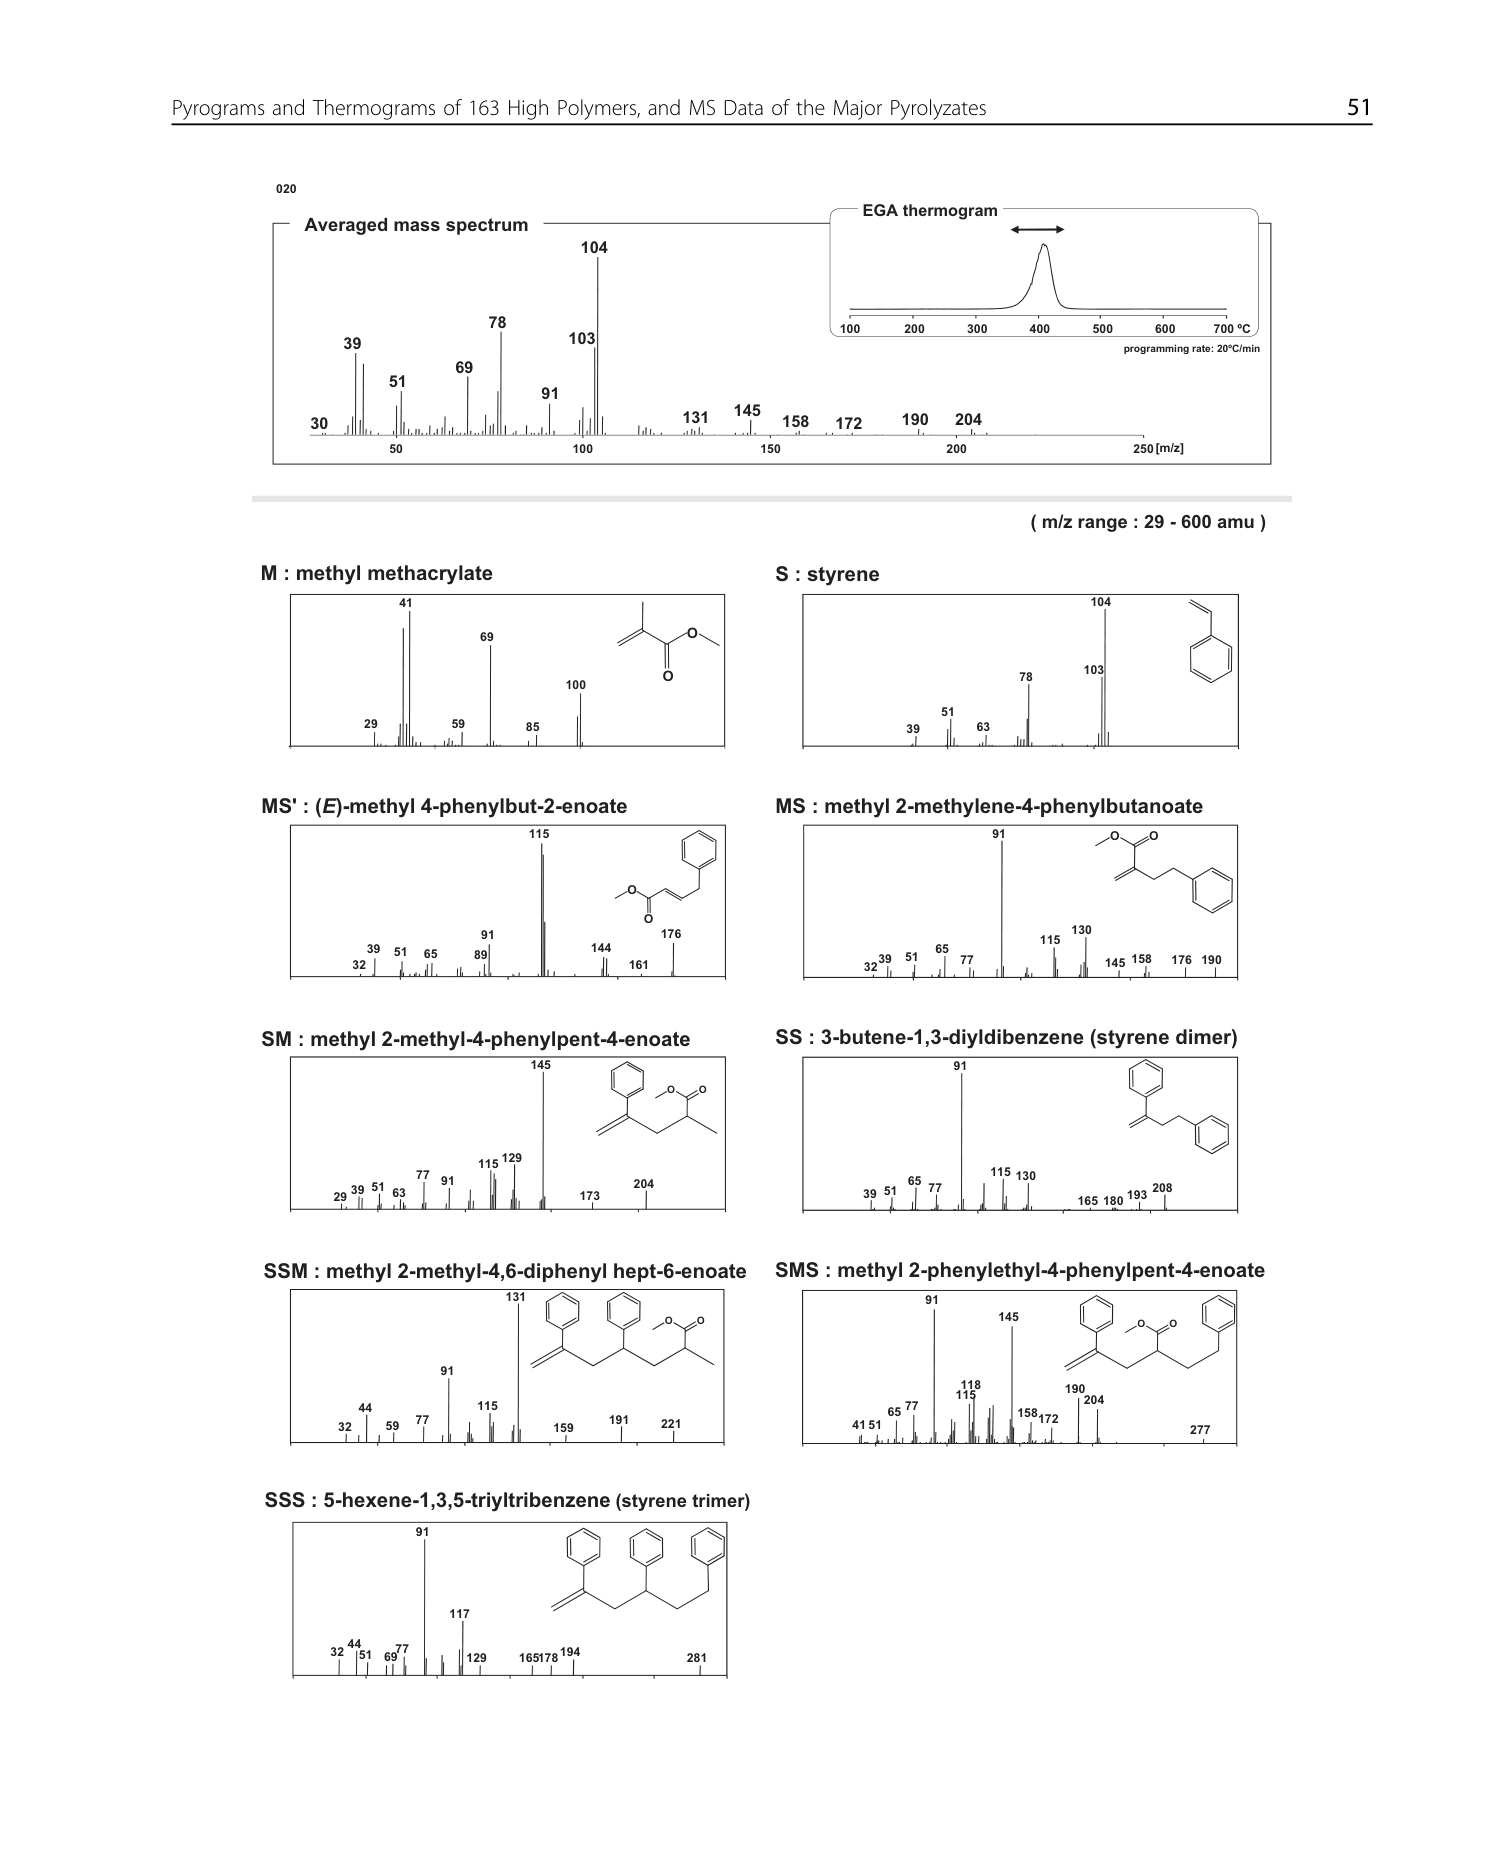 Pyrograms and Thermograms of 163 High Polymers, and MS Data of the Major Pyrolyzates 51
020
Averaged mass spectrum
EGA thermogram
100 200 300 400 500 600 700 ºC
programming rate: 20ºC/min
30 39 51 69 78 91 103 104 131 145 158 172 190 204
50 100 150 200 250 [m/z]
( m/z range : 29 - 600 amu )
M : methyl methacrylate
29 41 59 69 85 100
O
O
S : styrene
39 51 63 78 103 104
MS' : (E)-methyl 4-phenylbut-2-enoate
32 39 51 65 89 91 115 144 161 176
O
O
MS : methyl 2-methylene-4-phenylbutanoate
32 39 51 65 77 91 115 130 145 158 176 190
O O
SM : methyl 2-methyl-4-phenylpent-4-enoate
29 39 51 63 77 91 115 129 145 173 204
O O
SS : 3-butene-1,3-diyldibenzene (styrene dimer)
39 51 65 77 91 115 130 165 180 193 208
SSM : methyl 2-methyl-4,6-diphenyl hept-6-enoate
32 44 59 77 91 115 131 159 191 221
O O
SMS : methyl 2-phenylethyl-4-phenylpent-4-enoate
41 51 65 77 91 115 118 145 158 172 190 204 277
O O
SSS : 5-hexene-1,3,5-triyltribenzene (styrene trimer)
32 44 51 69 77 91 117 129 165 178 194 281